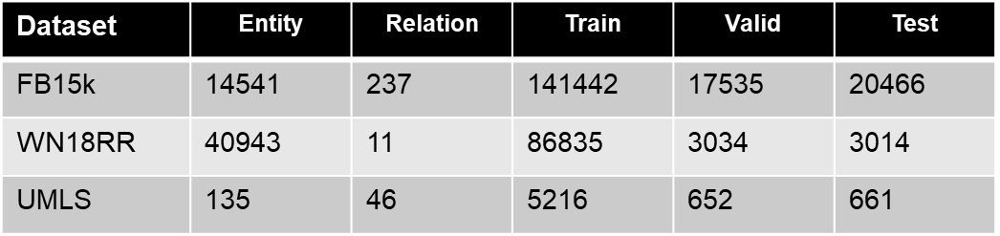 Dataset Entity Relation Train Valid Test
FB15k 14541 237 141442 17535 20466
WN18RR 40943 11 86835 3034 3014
UMLS 135 46 5216 652 661